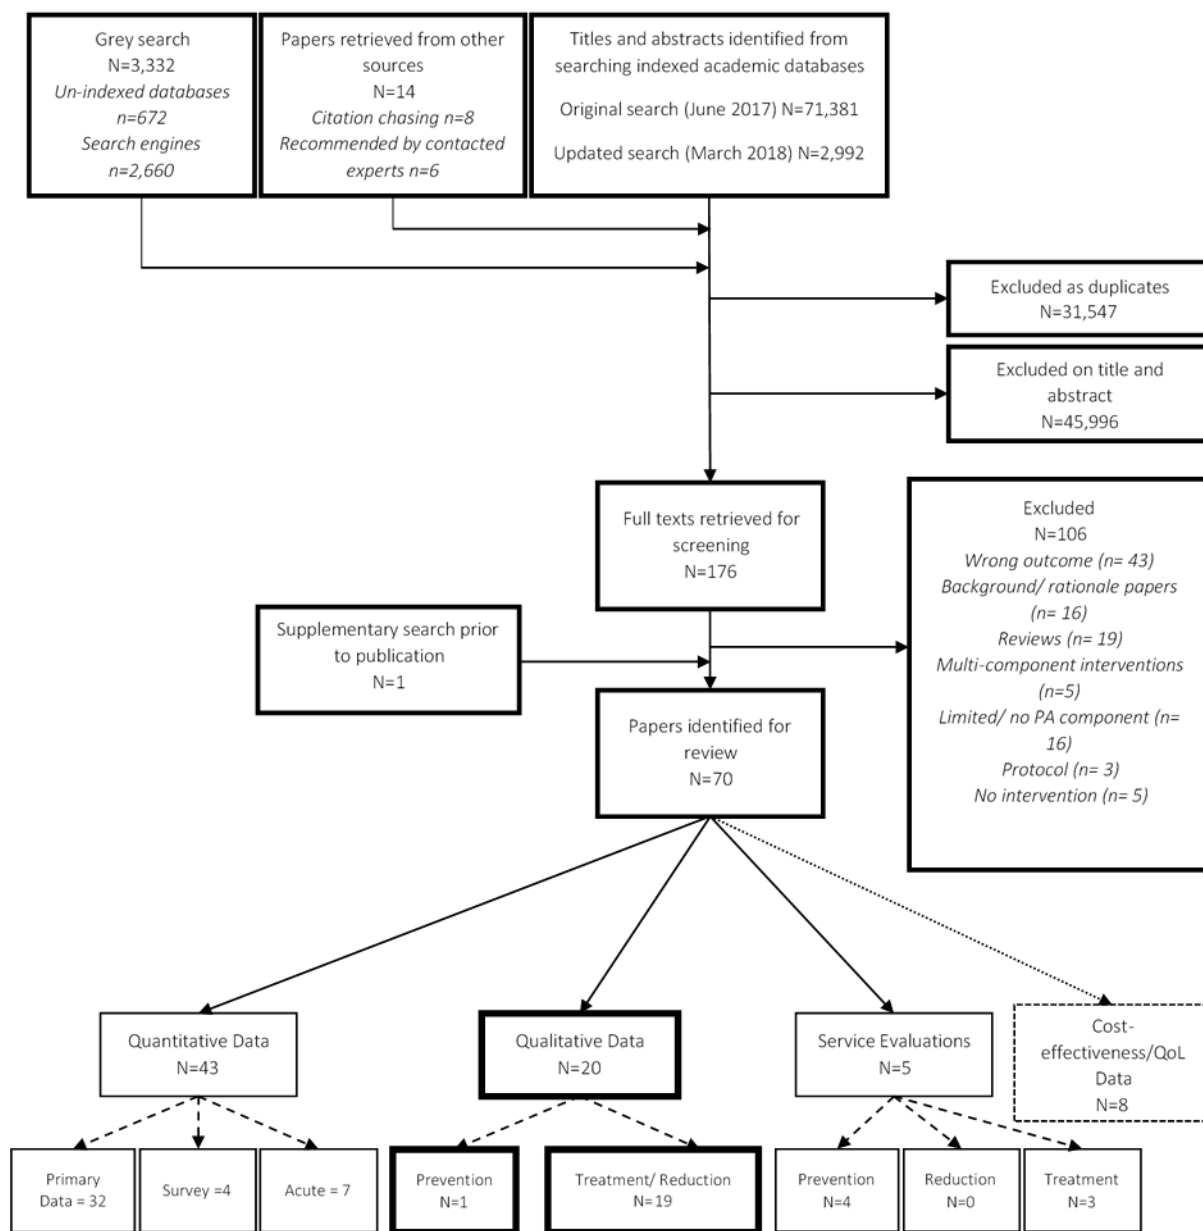 Grey search
N=3,332
Un-indexed databases
n=672
Search engines
n=2,660
Papers retrieved from other
sources
N=14
Citation chasing n=8
Recommended by contacted
experts n=6
Titles and abstracts identified from
searching indexed academic databases
Original search (June 2017) N=71,381
Updated search (March 2018) N=2,992
Excluded as duplicates
N=31,547
Excluded on title and
abstract
N=45,996
Full texts retrieved for
screening
N=176
Excluded
N=106
Wrong outcome (n= 43)
Background/ rationale papers
(n= 16)
Reviews (n= 19)
Multi-component interventions
(n=5)
Limited/ no PA component (n=
16)
Protocol (n= 3)
No intervention (n= 5)
Supplementary search prior
to publication
N=1
Papers identified for
review
N=70
Quantitative Data
N=43
Qualitative Data
N=20
Service Evaluations
N=5
Cost-
effectiveness/QoL
Data
N=8
Primary
Data = 32
Survey =4
Acute = 7
Prevention
N=1
Treatment/ Reduction
N=19
Prevention
N=4
Reduction
N=0
Treatment
N=3